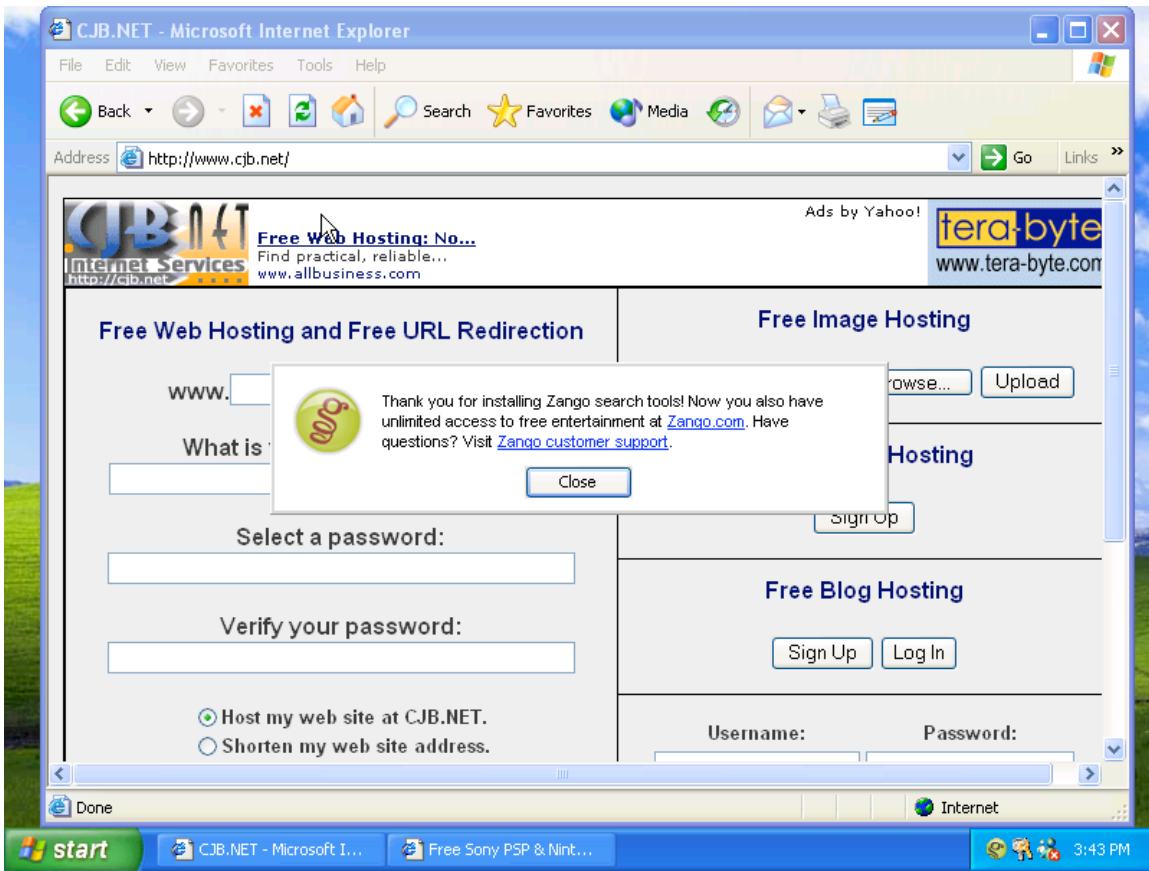 CJB.NET - Microsoft Internet Explorer
File Edit View Favorites Tools Help
Back Search Favorites Media
Address http://www.cjb.net/ Go Links »
CJB NET
Internet Services
http://cjb.net
Free Web Hosting: No...
Find practical, reliable...
www.allbusiness.com
Ads by Yahoo!
tera-byte
www.tera-byte.com
Free Web Hosting and Free URL Redirection
www.
What is
Select a password:
Verify your password:
Host my web site at CJB.NET.
Shorten my web site address.
Free Image Hosting
rowse... Upload
Hosting
Sign Up
Free Blog Hosting
Sign Up Log In
Username: Password:
Thank you for installing Zango search tools! Now you also have
unlimited access to free entertainment at Zango.com. Have
questions? Visit Zango customer support.
Close
Done Internet
start CJB.NET - Microsoft I... Free Sony PSP & Nint... 3:43 PM